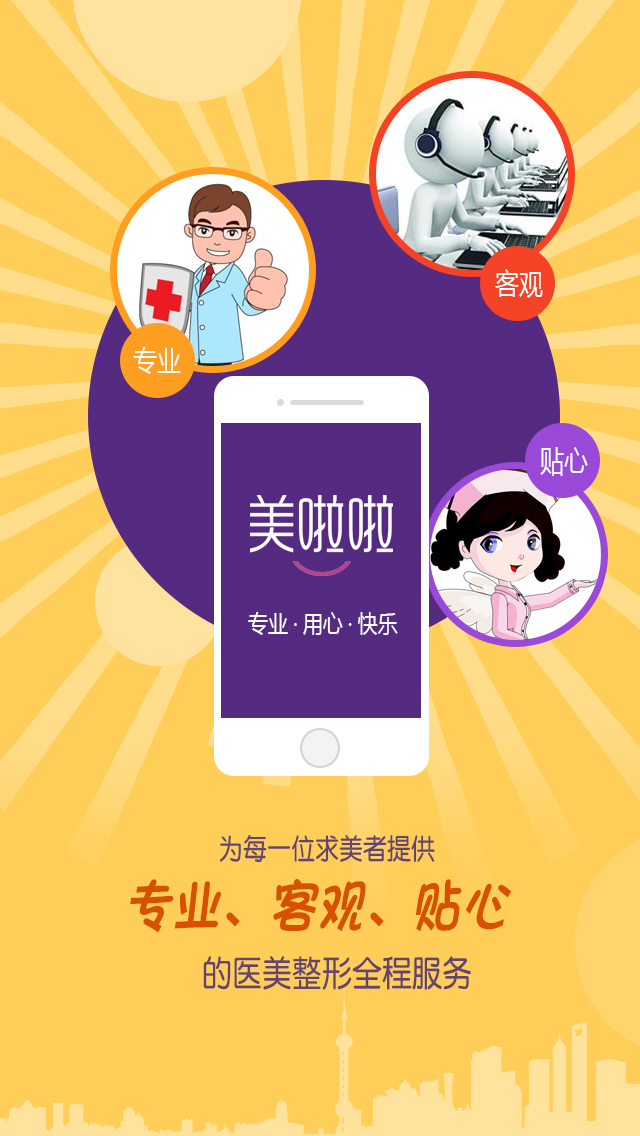 客观
专业
贴心
美啦啦
专业·用心·快乐
为每一位求美者提供
专业、客观、贴心
的医美整形全程服务